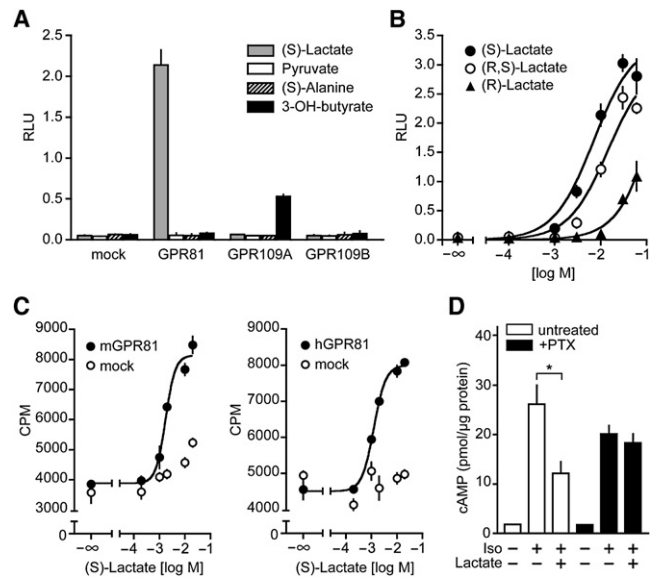 A
RLU
2.5
2.0
1.5
1.0
0.5
0.0
(S)-Lactate
Pyruvate
(S)-Alanine
3-OH-butyrate
mock GPR81 GPR109A GPR109B
B
RLU
3.5
3.0
2.5
2.0
1.5
1.0
0.5
0.0
(S)-Lactate
(R,S)-Lactate
(R)-Lactate
−∞ −4 −3 −2 −1
[log M]
C
CPM
9000
8000
7000
6000
5000
4000
3000
0
mGPR81
mock
−∞ −4 −3 −2 −1
(S)-Lactate [log M]
CPM
9000
8000
7000
6000
5000
4000
0
hGPR81
mock
−∞ −4 −3 −2 −1
(S)-Lactate [log M]
D
cAMP (pmol/µg protein)
40
30
20
10
0
untreated
+PTX
*
Iso − + + − + +
Lactate − − + − − +